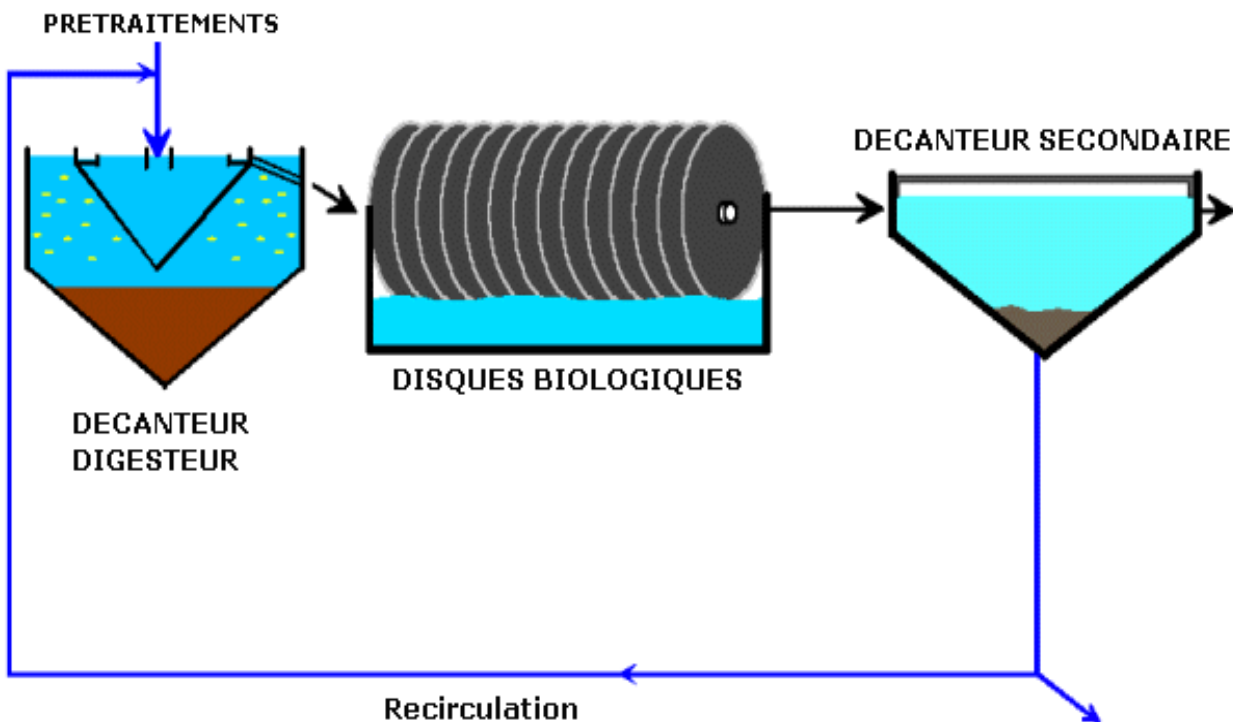 PRETRAITEMENTS
DECANTEUR SECONDAIRE
DISQUES BIOLOGIQUES
DECANTEUR
DIGESTEUR
Recirculation